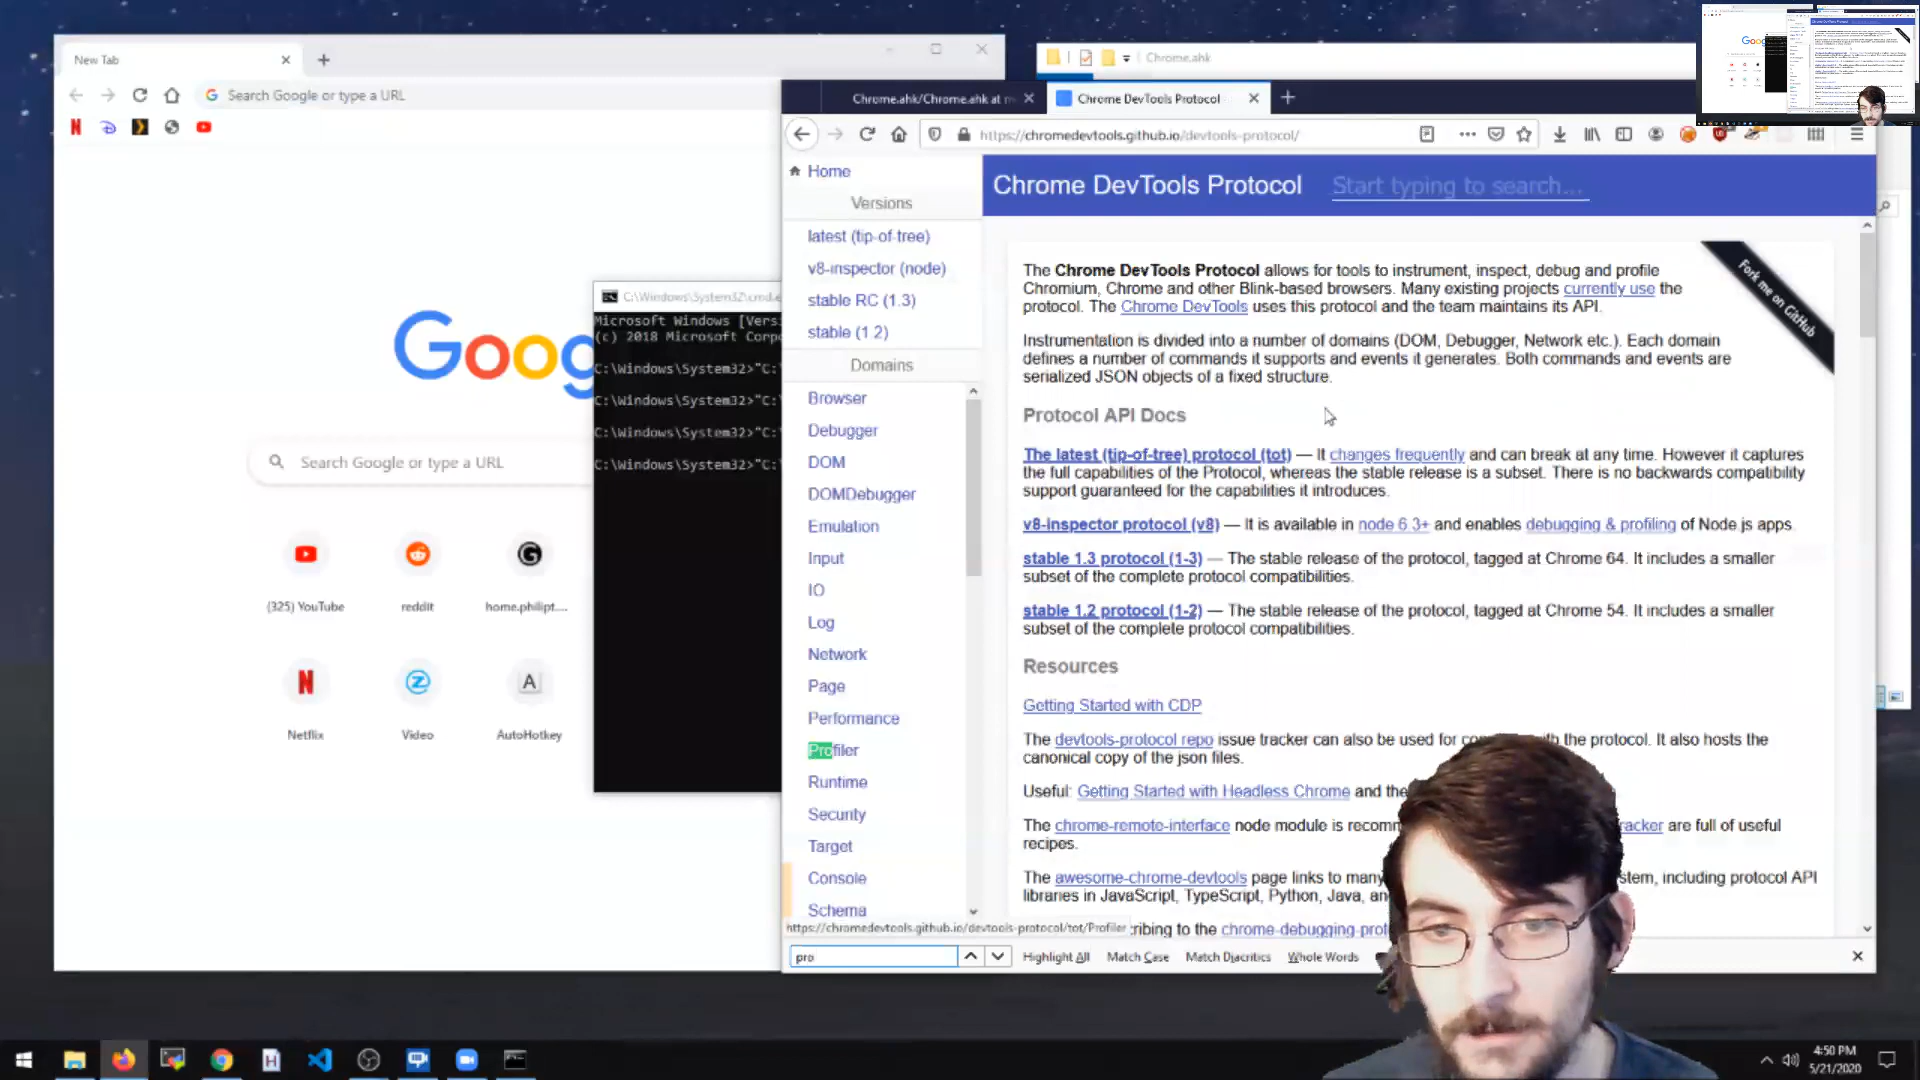 New Tab
Search Google or type a URL
Goog
Search Google or type a URL
(325) YouTube
reddit
home.philipt....
Netflix
Video
A
AutoHotkey
C:\Windows\System32\cmd.e
Microsoft Windows [Versi
(c) 2018 Microsoft Corpo
C:\Windows\System32>"C:\
C:\Windows\System32>"C:\
C:\Windows\System32>"C:\
C:\Windows\System32>"C:\
Chrome.ahk
Chrome.ahk/Chrome.ahk at m
Chrome DevTools Protocol
https://chromedevtools.github.io/devtools-protocol/
Home
Versions
latest (tip-of-tree)
v8-inspector (node)
stable RC (1.3)
stable (1 2)
Domains
Browser
Debugger
DOM
DOMDebugger
Emulation
Input
IO
Log
Network
Page
Performance
Profiler
Runtime
Security
Target
Console
Schema
Chrome DevTools Protocol
Start typing to search...
Fork me on GitHub
The Chrome DevTools Protocol allows for tools to instrument, inspect, debug and profile
Chromium, Chrome and other Blink-based browsers. Many existing projects currently use the
protocol. The Chrome DevTools uses this protocol and the team maintains its API.
Instrumentation is divided into a number of domains (DOM, Debugger, Network etc.). Each domain
defines a number of commands it supports and events it generates. Both commands and events are
serialized JSON objects of a fixed structure.
Protocol API Docs
The latest (tip-of-tree) protocol (tot) — It changes frequently and can break at any time. However it captures
the full capabilities of the Protocol, whereas the stable release is a subset. There is no backwards compatibility
support guaranteed for the capabilities it introduces.
v8-inspector protocol (v8) — It is available in node 6.3+ and enables debugging & profiling of Node js apps.
stable 1.3 protocol (1-3) — The stable release of the protocol, tagged at Chrome 64. It includes a smaller
subset of the complete protocol compatibilities.
stable 1.2 protocol (1-2) — The stable release of the protocol, tagged at Chrome 54. It includes a smaller
subset of the complete protocol compatibilities.
Resources
Getting Started with CDP
The devtools-protocol repo issue tracker can also be used for co with the protocol. It also hosts the
canonical copy of the json files.
Useful: Getting Started with Headless Chrome and the
The chrome-remote-interface node module is recomm racker are full of useful
recipes.
The awesome-chrome-devtools page links to many stem, including protocol API
libraries in JavaScript, TypeScript, Python, Java, an
https://chromedevtools.github.io/devtools-protocol/tot/Profiler ribing to the chrome-debugging-prot
pro
Highlight All
Match Case
Match Diacritics
Whole Words
4:50 PM
5/21/2020